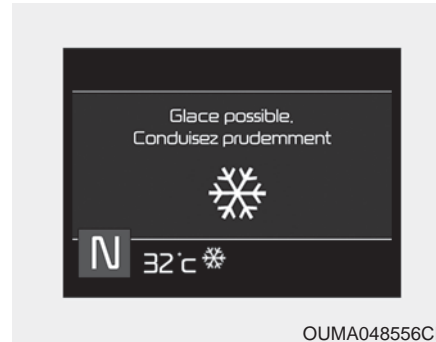 Glace possible,
Conduisez prudemment
N
32°c
OUMA048556C